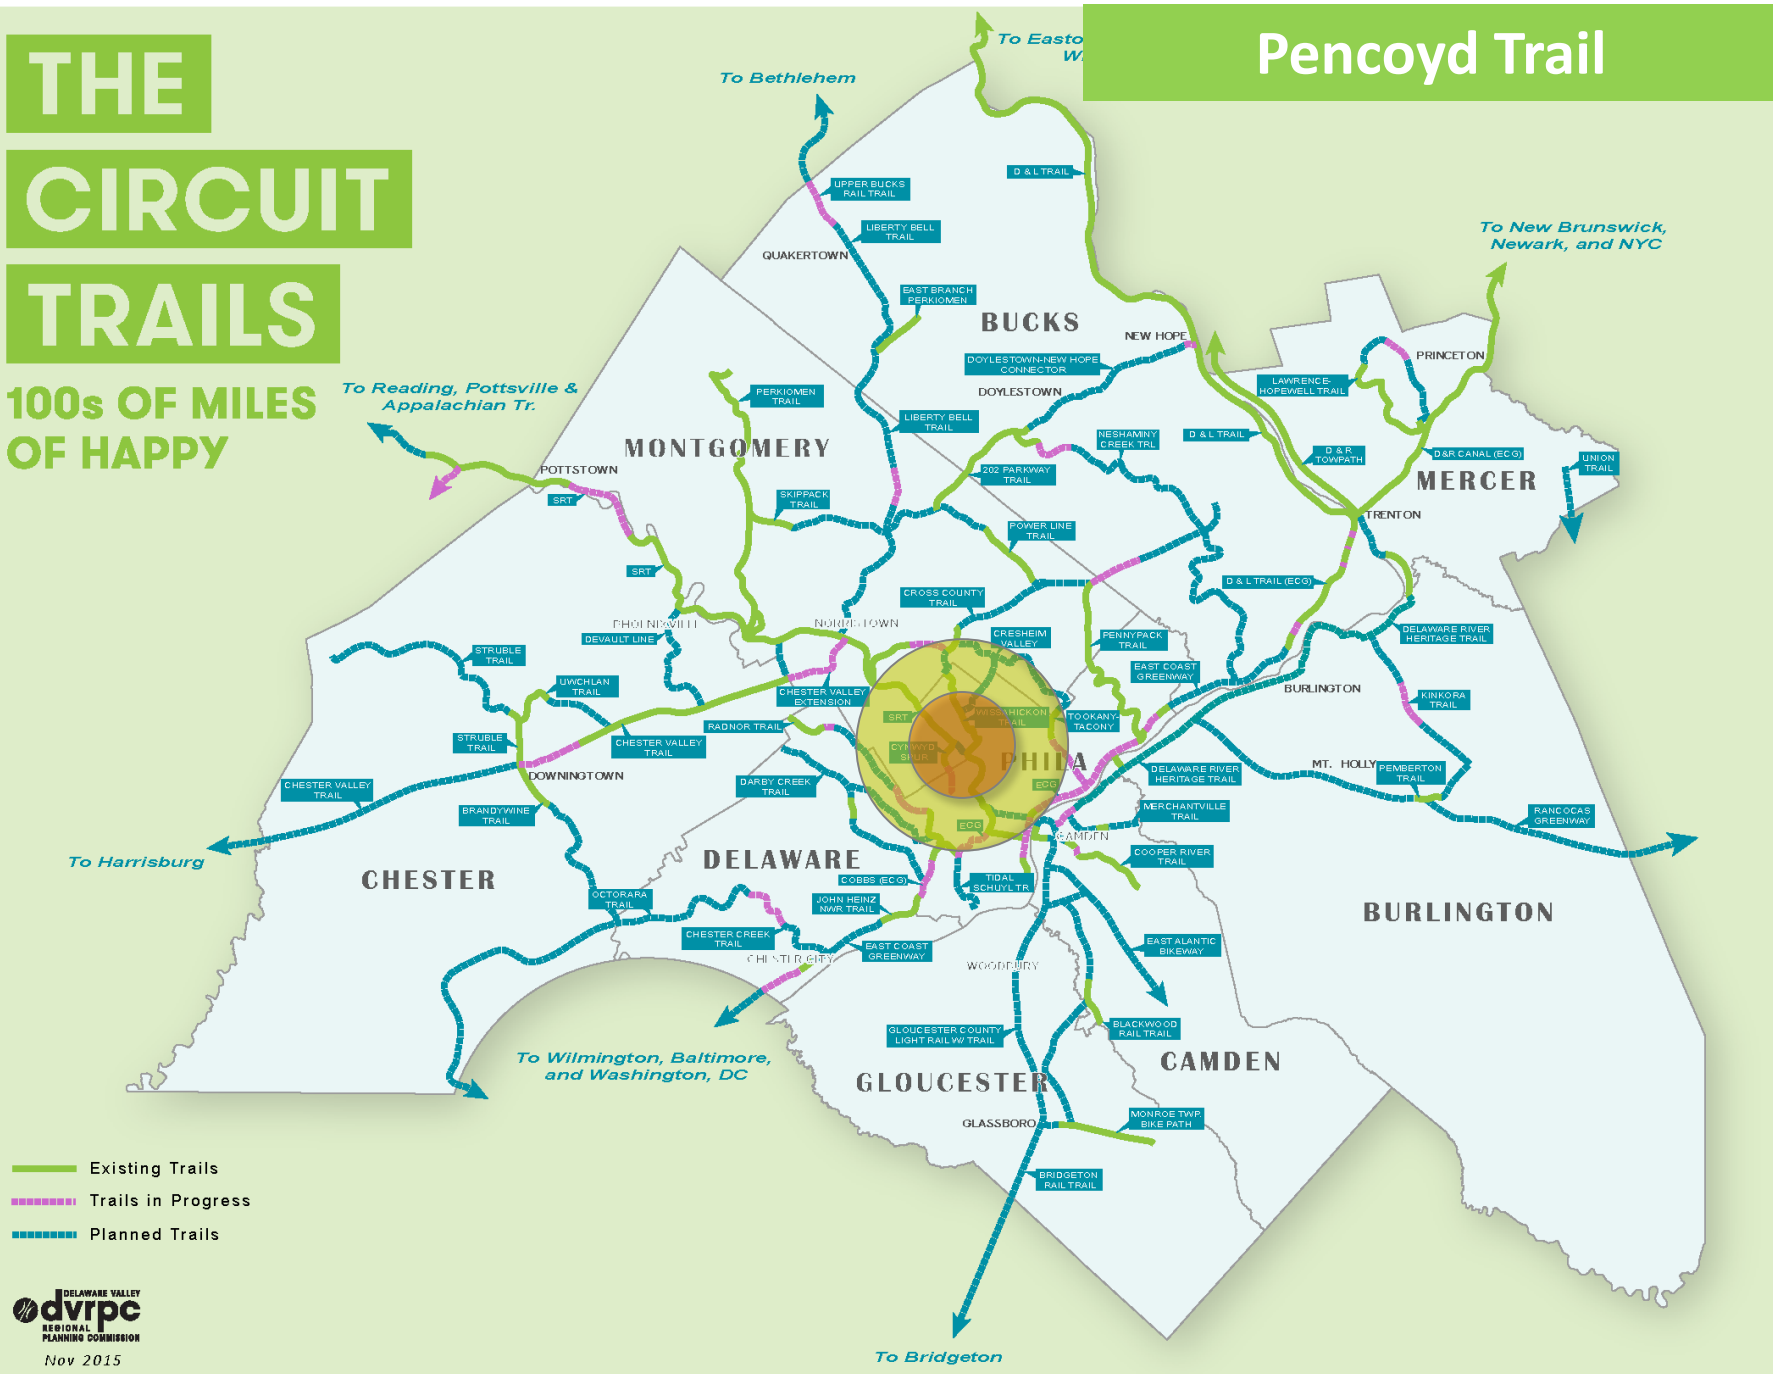 THE
CIRCUIT
TRAILS
100s OF MILES
OF HAPPY
Pencoyd Trail
To Easto
W
To Bethlehem
To New Brunswick,
Newark, and NYC
To Reading, Pottsville &
Appalachian Tr.
D & L TRAIL
UPPER BUCKS
RAIL TRAIL
LIBERTY BELL
TRAIL
QUAKERTOWN
EAST BRANCH
PERKIOMEN
BUCKS
NEW HOPE
DOYLESTOWN-NEW HOPE
CONNECTOR
DOYLESTOWN
PRINCETON
LAWRENCE-
HOPEWELL TRAIL
PERKIOMEN
TRAIL
LIBERTY BELL
TRAIL
MONTGOMERY
NESHAMINY
CREEK TRL
D & L TRAIL
D & R
TOWPATH
D&R CANAL (ECG)
UNION
TRAIL
MERCER
POTTSTOWN
SRT
202 PARKWAY
TRAIL
SKIPPACK
TRAIL
TRENTON
POWER LINE
TRAIL
SRT
D & L TRAIL (ECG)
CROSS COUNTY
TRAIL
PHOENIXVILLE
DEVAULT LINE
NORRISTOWN
CRESHEIM
VALLEY
PENNYPACK
TRAIL
DELAWARE RIVER
HERITAGE TRAIL
STRUBLE
TRAIL
UWCHLAN
TRAIL
EAST COAST
GREENWAY
BURLINGTON
KINKORA
TRAIL
CHESTER VALLEY
EXTENSION
RADNOR TRAIL
SRT
WISSAHICKON
TRAIL
TOOKANY-
TACONY
STRUBLE
TRAIL
CHESTER VALLEY
TRAIL
CYNWYD
SPUR
PHILA
DOWNINGTOWN
MT. HOLLY
PEMBERTON
TRAIL
DELAWARE RIVER
HERITAGE TRAIL
CHESTER VALLEY
TRAIL
DARBY CREEK
TRAIL
ECG
BRANDYWINE
TRAIL
MERCHANTVILLE
TRAIL
RANCOCAS
GREENWAY
ECG
CAMDEN
To Harrisburg
DELAWARE
COOPER RIVER
TRAIL
CHESTER
COBBS (ECG)
TIDAL
SCHUYL TR
OCTORARA
TRAIL
JOHN HEINZ
NWR TRAIL
BURLINGTON
CHESTER CREEK
TRAIL
EAST COAST
GREENWAY
EAST ALANTIC
BIKEWAY
CHESTER CITY
WOODBURY
GLOUCESTER COUNTY
LIGHT RAIL W/ TRAIL
BLACKWOOD
RAIL TRAIL
To Wilmington, Baltimore,
and Washington, DC
CAMDEN
GLOUCESTER
GLASSBORO
MONROE TWP.
BIKE PATH
BRIDGETON
RAIL TRAIL
Existing Trails
Trails in Progress
Planned Trails
DELAWARE VALLEY
dvrpc
REGIONAL
PLANNING COMMISSION
Nov 2015
To Bridgeton